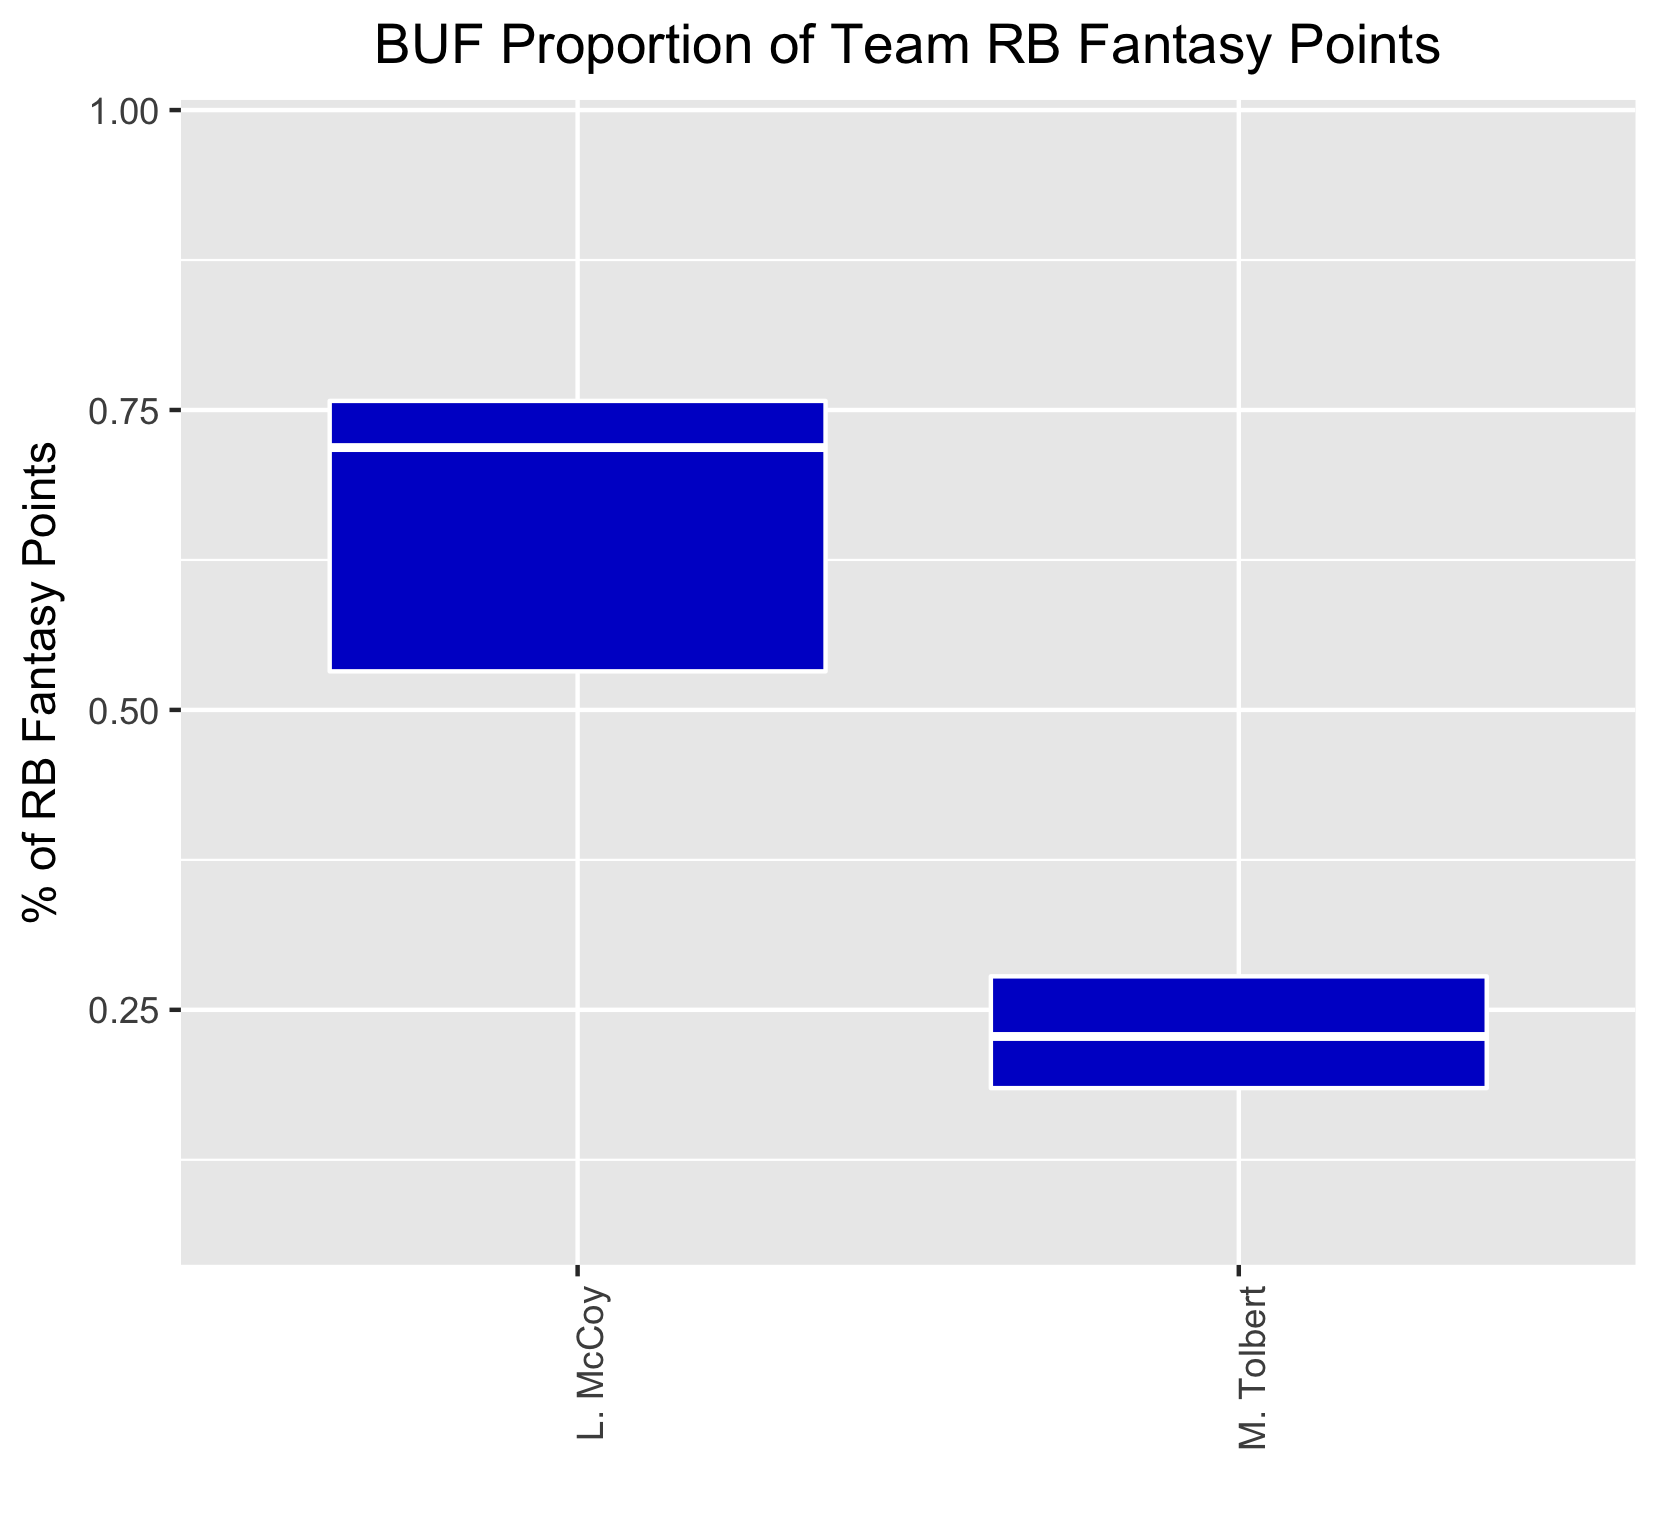 BUF Proportion of Team RB Fantasy Points
% of RB Fantasy Points
1.00
0.75
0.50
0.25
L. McCoy
M. Tolbert